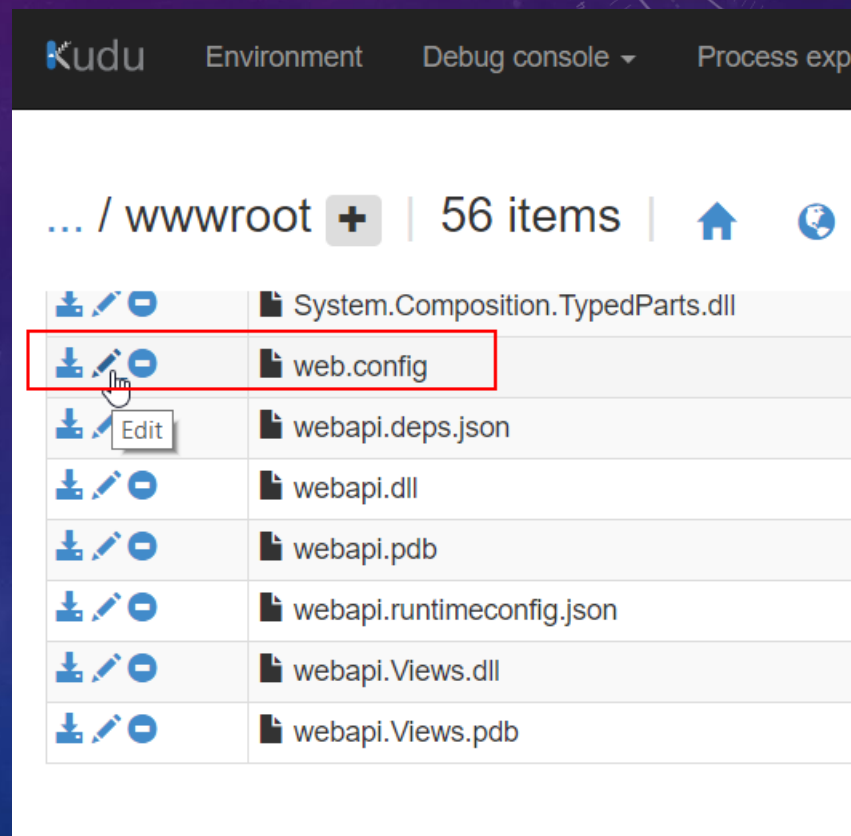 Kudu Environment Debug console Process exp
... / wwwroot + | 56 items |
System.Composition.TypedParts.dll
web.config
Edit
webapi.deps.json
webapi.dll
webapi.pdb
webapi.runtimeconfig.json
webapi.Views.dll
webapi.Views.pdb